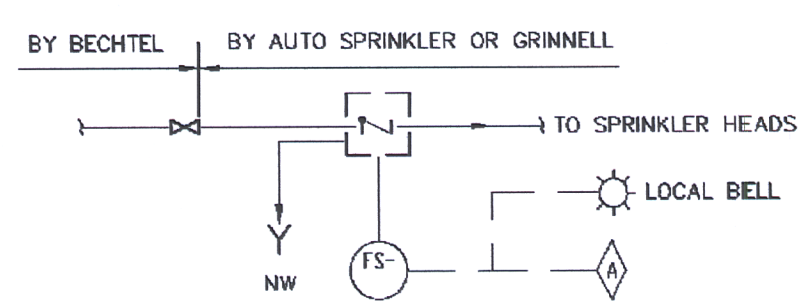 BY BECHTEL
BY AUTO SPRINKLER OR GRINNELL
TO SPRINKLER HEADS
LOCAL BELL
FS-
A
NW